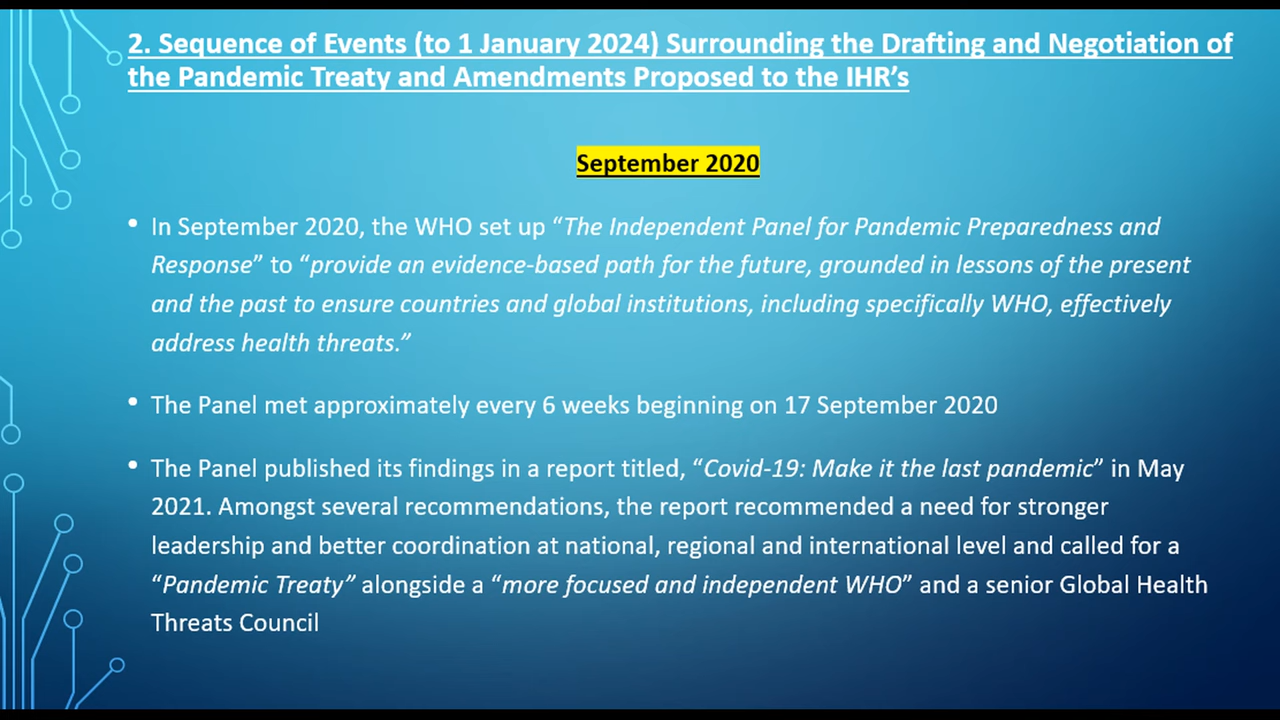 2. Sequence of Events (to 1 January 2024) Surrounding the Drafting and Negotiation of
the Pandemic Treaty and Amendments Proposed to the IHR’s
September 2020
• In September 2020, the WHO set up “The Independent Panel for Pandemic Preparedness and
Response” to “provide an evidence-based path for the future, grounded in lessons of the present
and the past to ensure countries and global institutions, including specifically WHO, effectively
address health threats.”
• The Panel met approximately every 6 weeks beginning on 17 September 2020
• The Panel published its findings in a report titled, “Covid-19: Make it the last pandemic” in May
2021. Amongst several recommendations, the report recommended a need for stronger
leadership and better coordination at national, regional and international level and called for a
“Pandemic Treaty” alongside a “more focused and independent WHO” and a senior Global Health
Threats Council